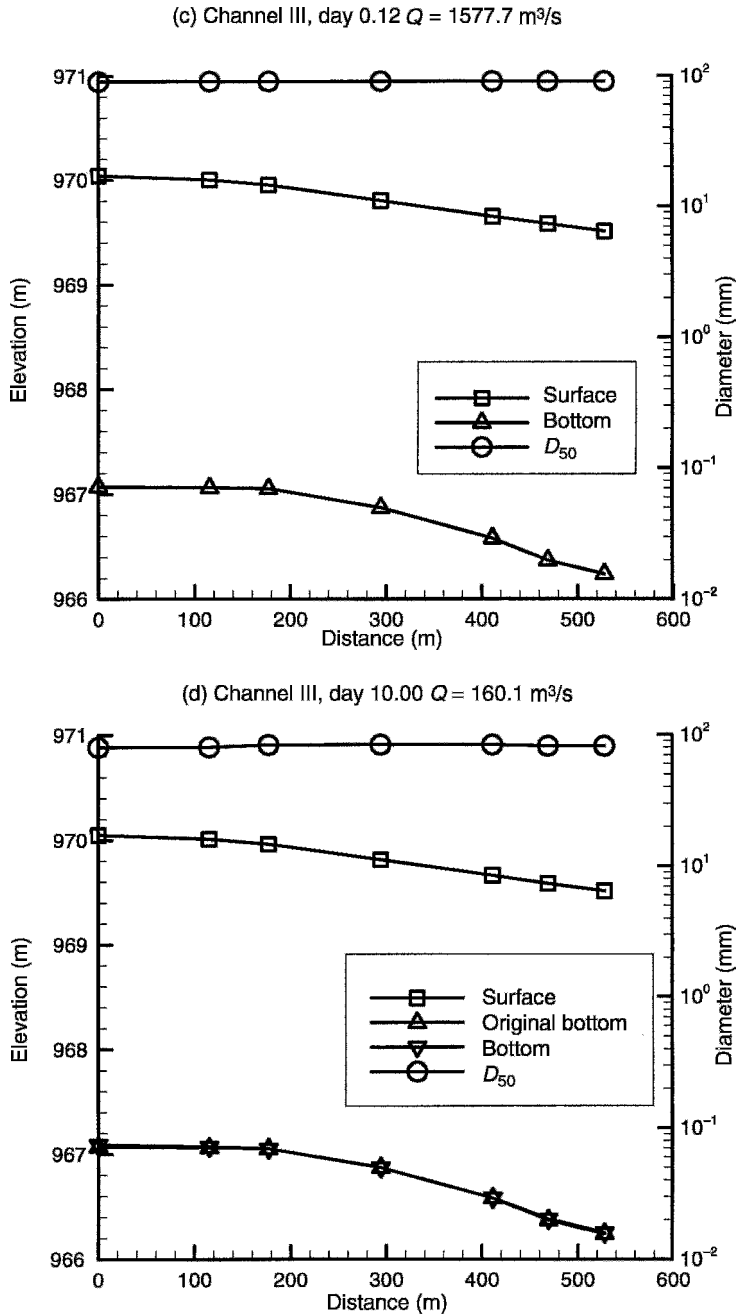 (c) Channel III, day 0.12 Q = 1577.7 m³/s
971
970
969
968
967
966
Elevation (m)
0 100 200 300 400 500 600
Distance (m)
10²
10¹
10⁰
10⁻¹
10⁻²
Diameter (mm)
Surface
Bottom
D₅₀
(d) Channel III, day 10.00 Q = 160.1 m³/s
971
970
969
968
967
966
Elevation (m)
0 100 200 300 400 500 600
Distance (m)
10²
10¹
10⁰
10⁻¹
10⁻²
Diameter (mm)
Surface
Original bottom
Bottom
D₅₀